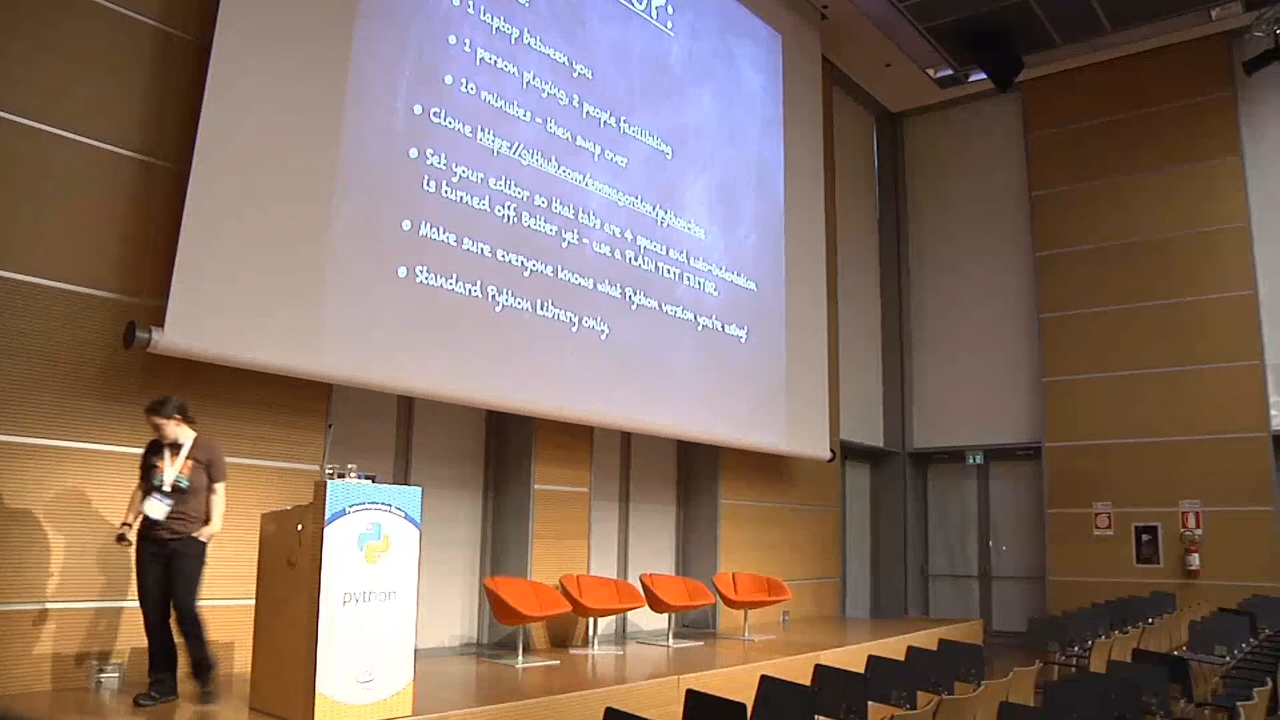 1 laptop between you
1 person playing, 2 people facilitating
10 minutes - then swap over
Clone https://github.com/emmagordon/python-bee
Set your editor so that tabs are 4 spaces and auto-indentation
is turned off. Better yet - use a PLAIN TEXT EDITOR.
Make sure everyone knows what Python version you're using!
Standard Python Library only
python